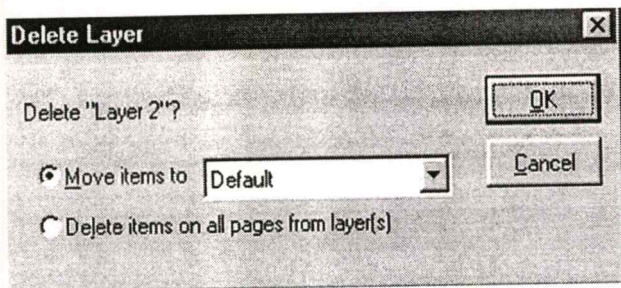 Delete Layer
Delete "Layer 2"?
OK
Move items to Default
Cancel
Delete items on all pages from layer(s)